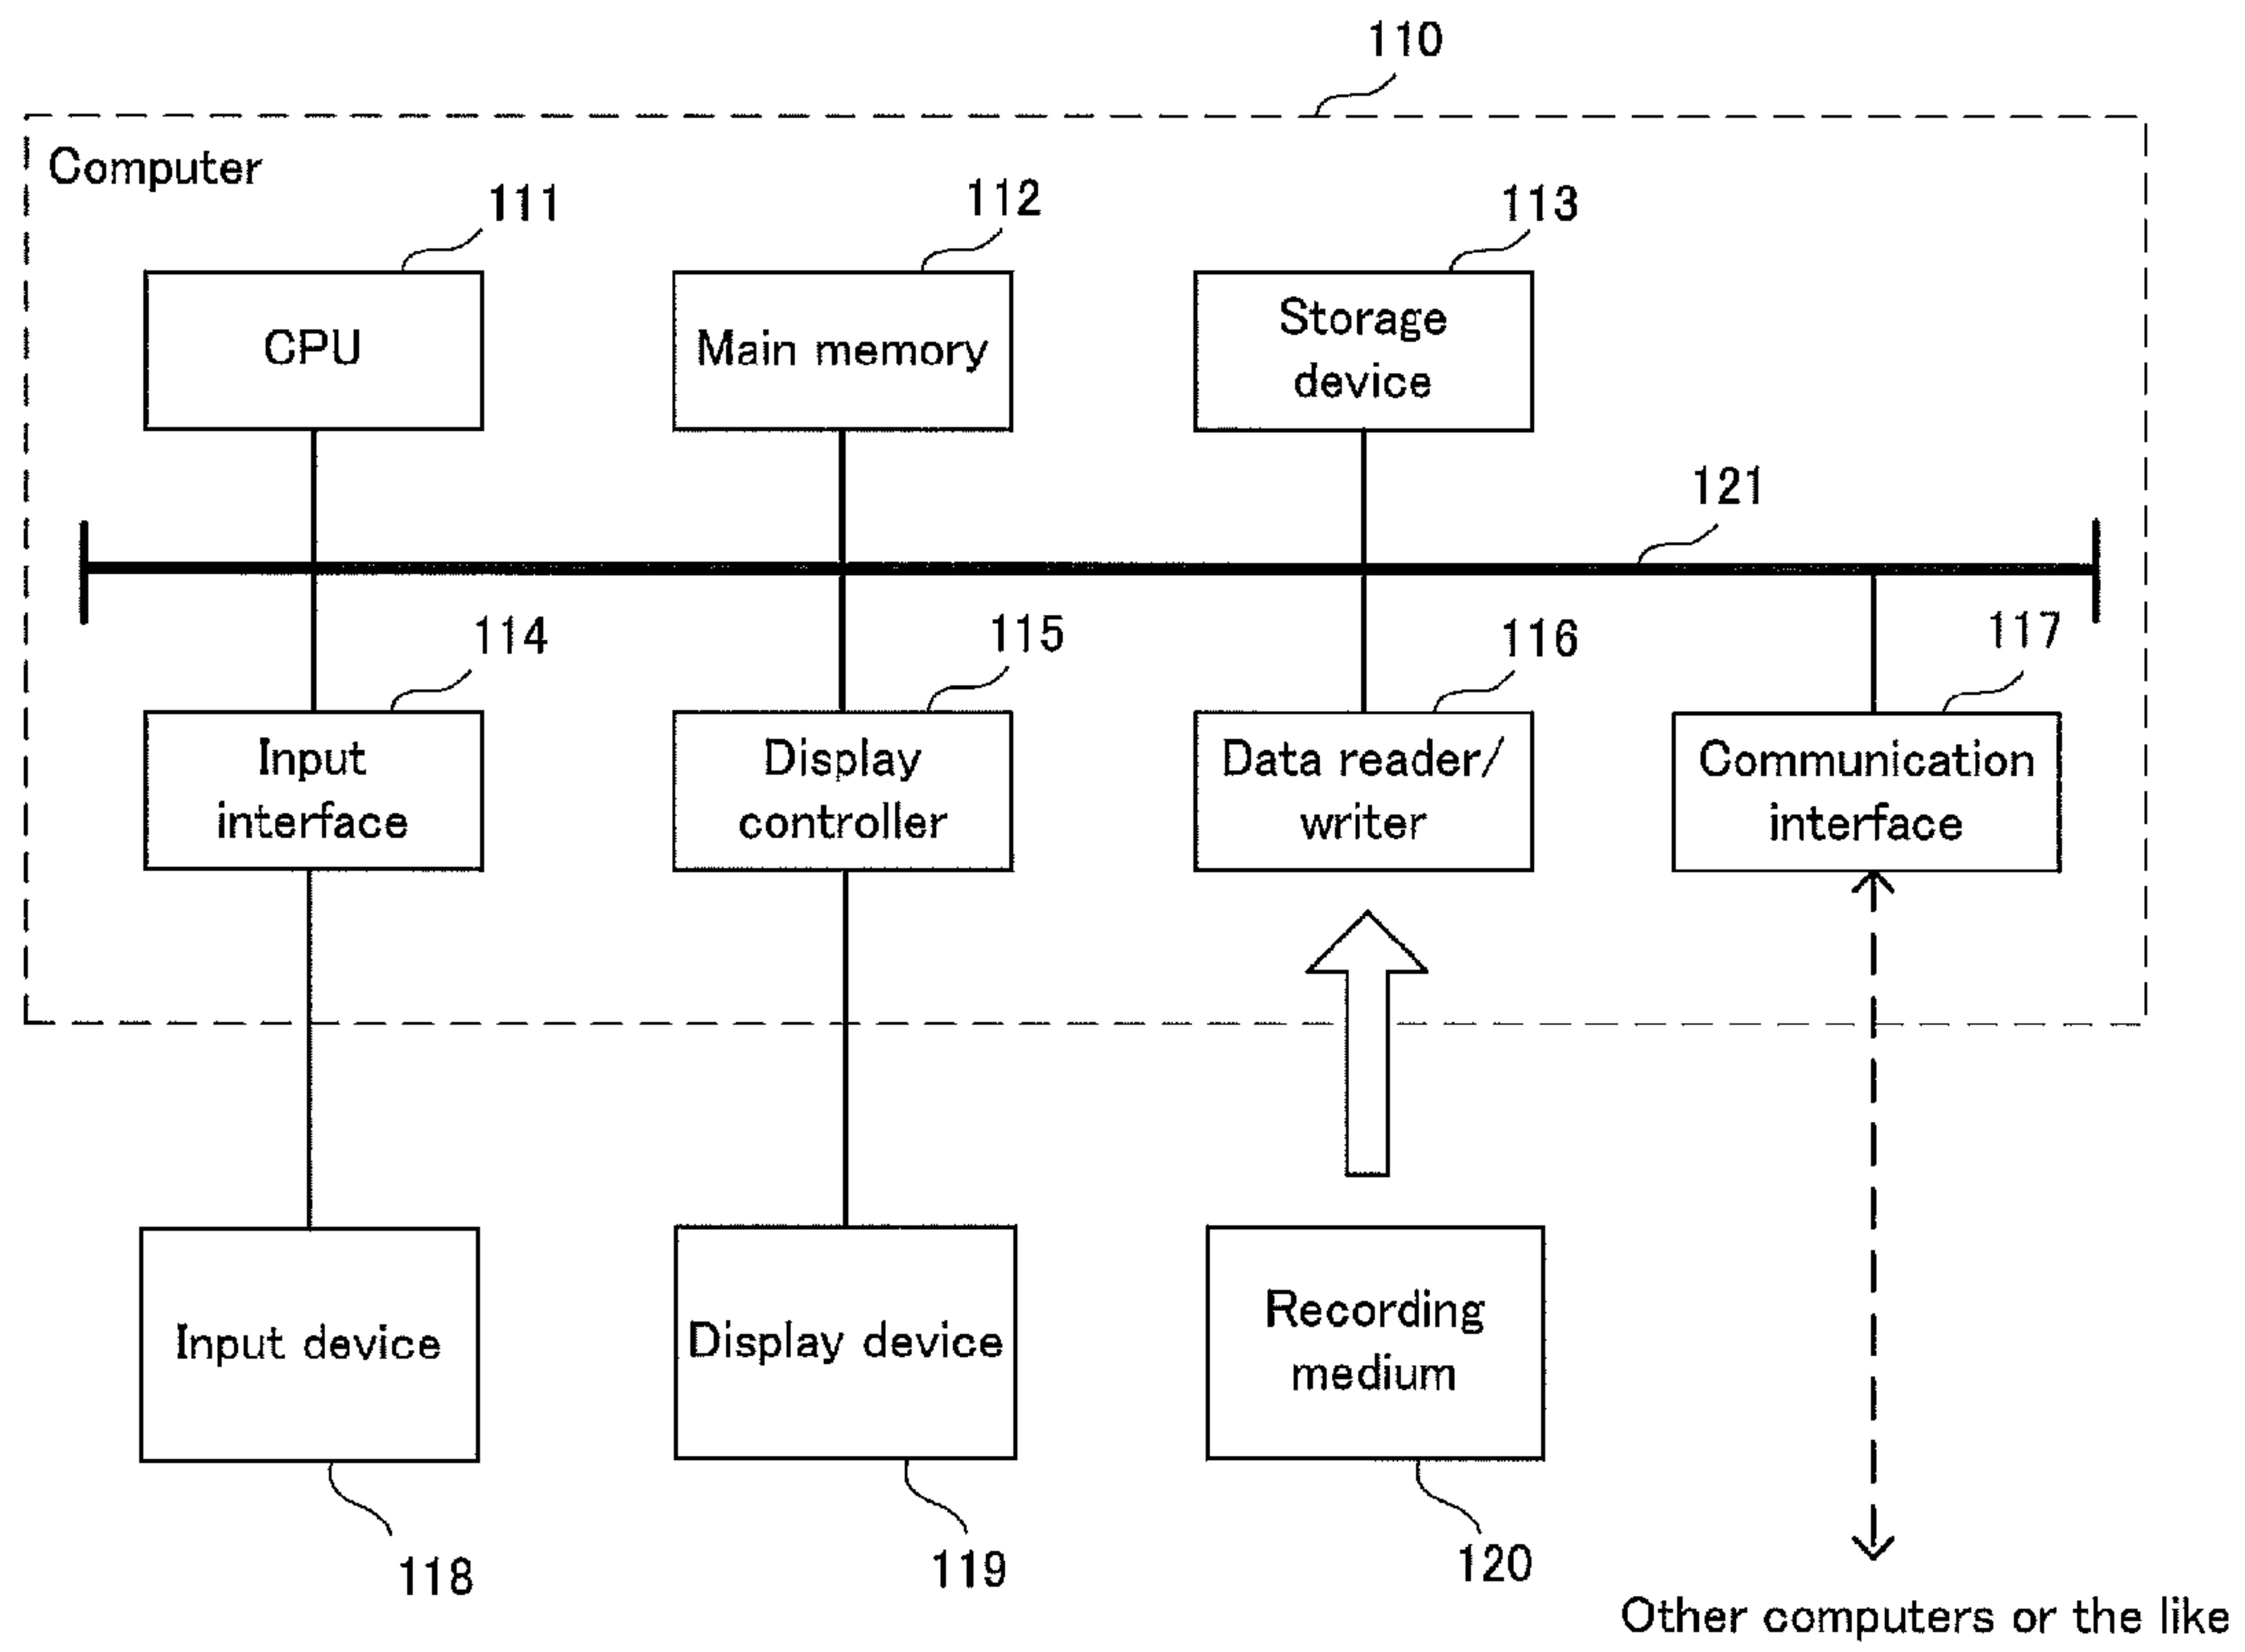 110
Computer
111
112
113
CPU
Main memory
Storage
device
121
114
115
116
117
Input
interface
Display
controller
Data reader/
writer
Communication
interface
Input device
Display device
Recording
medium
118
119
120
Other computers or the like